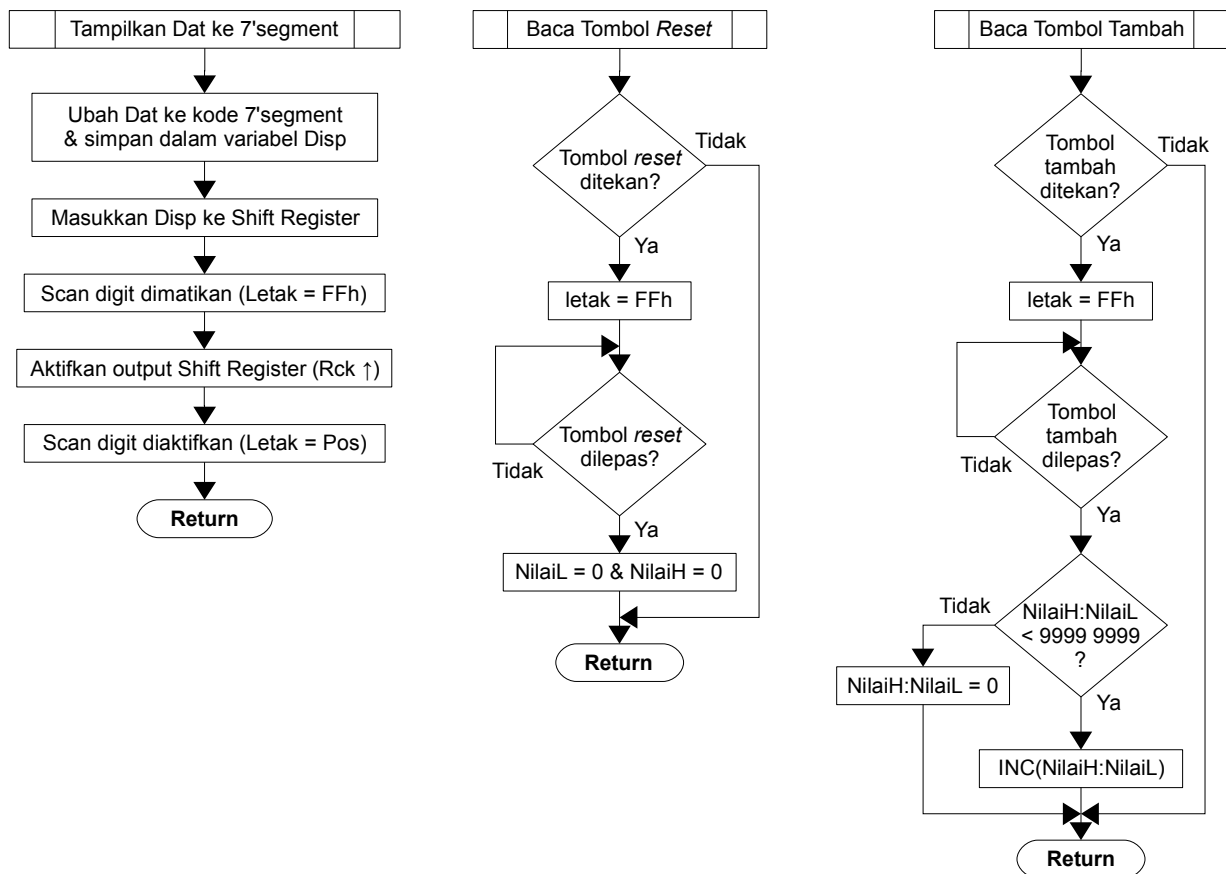 Tampilkan Dat ke 7'segment
Ubah Dat ke kode 7'segment
& simpan dalam variabel Disp
Masukkan Disp ke Shift Register
Scan digit dimatikan (Letak = FFh)
Aktifkan output Shift Register (Rck ↑)
Scan digit diaktifkan (Letak = Pos)
Return
Baca Tombol Reset
Tombol reset
ditekan?
Tidak
Ya
letak = FFh
Tombol reset
dilepas?
Tidak
Ya
NilaiL = 0 & NilaiH = 0
Return
Baca Tombol Tambah
Tombol
tambah
ditekan?
Tidak
Ya
letak = FFh
Tombol
tambah
dilepas?
Tidak
Ya
NilaiH:NilaiL
< 9999 9999
?
Tidak
NilaiH:NilaiL = 0
Ya
INC(NilaiH:NilaiL)
Return